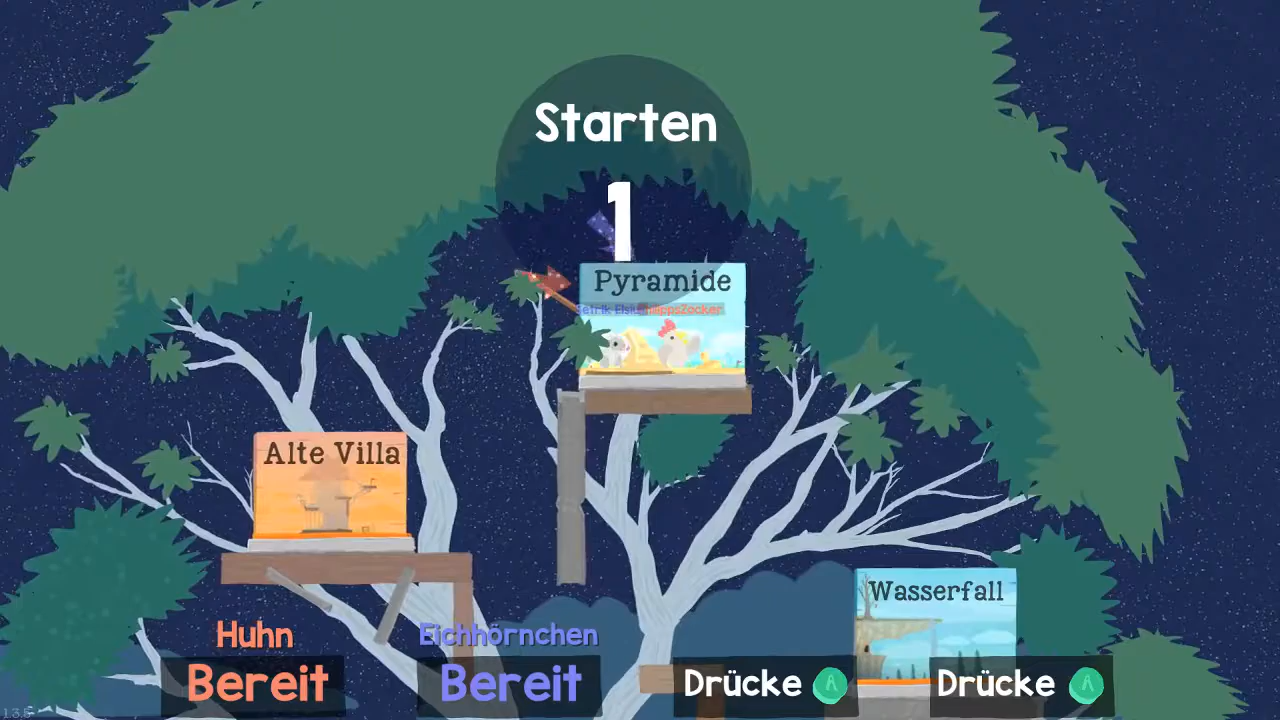 Starten
1
Pyramide
Alte Villa
Wasserfall
Huhn
Bereit
Eichhörnchen
Bereit
Drücke A
Drücke A